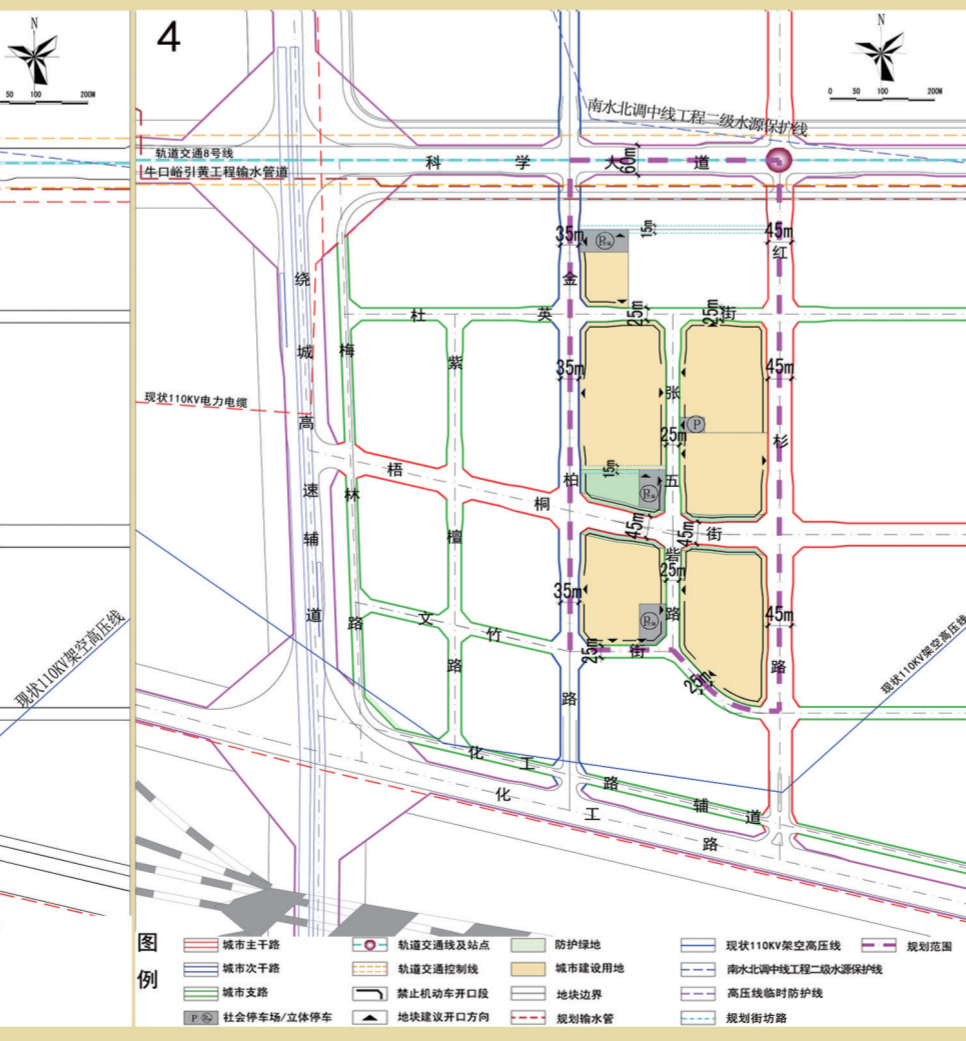 4
N
50 100 200M
N
0 50 100 200M
南水北调中线工程二级水源保护线
轨道交通8号线
科学大道
60m
牛口峪引黄工程输水管道
35m
15m
45m
金柏路
红杉路
绕城高速辅道
杜英街
25m
25m
梅林路
紫檀路
35m
45m
现状110KV电力电缆
张五砦路
P
25m
梧桐街
15m
45m
45m
35m
25m
45m
文竹街
25m
25m
现状110KV架空高压线
现状110KV架空高压线
化工路辅道
化工路
图例
城市主干路
轨道交通线及站点
防护绿地
现状110KV架空高压线
规划范围
城市次干路
轨道交通控制线
城市建设用地
南水北调中线工程二级水源保护线
城市支路
禁止机动车开口段
地块边界
高压线临时防护线
P 社会停车场/立体停车
地块建议开口方向
规划输水管
规划街坊路